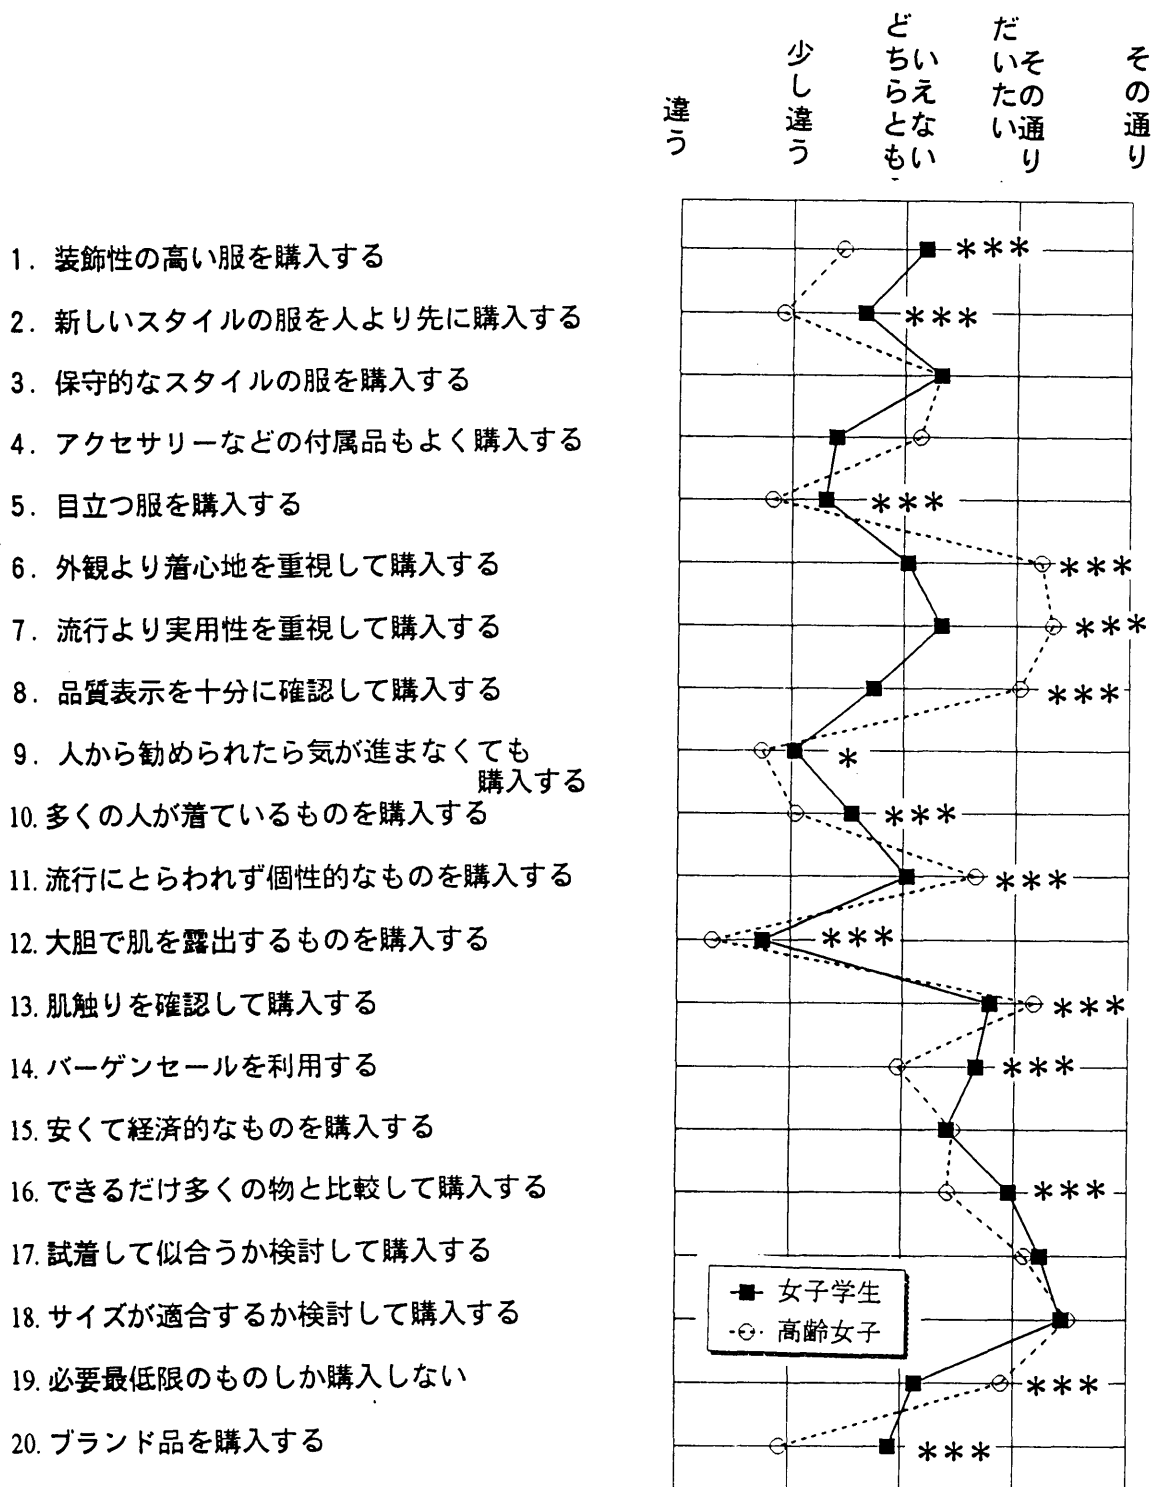 違う
少し違う
どちらとも
いえない
だいたい
その通り
その通り
1. 装飾性の高い服を購入する
***
2. 新しいスタイルの服を人より先に購入する
***
3. 保守的なスタイルの服を購入する
4. アクセサリーなどの付属品もよく購入する
5. 目立つ服を購入する
***
6. 外観より着心地を重視して購入する
***
7. 流行より実用性を重視して購入する
***
8. 品質表示を十分に確認して購入する
***
9. 人から勧められたら気が進まなくても
購入する
*
10. 多くの人が着ているものを購入する
***
11. 流行にとらわれず個性的なものを購入する
***
12. 大胆で肌を露出するものを購入する
***
13. 肌触りを確認して購入する
***
14. バーゲンセールを利用する
***
15. 安くて経済的なものを購入する
16. できるだけ多くの物と比較して購入する
***
17. 試着して似合うか検討して購入する
18. サイズが適合するか検討して購入する
女子学生
高齢女子
19. 必要最低限のものしか購入しない
***
20. ブランド品を購入する
***